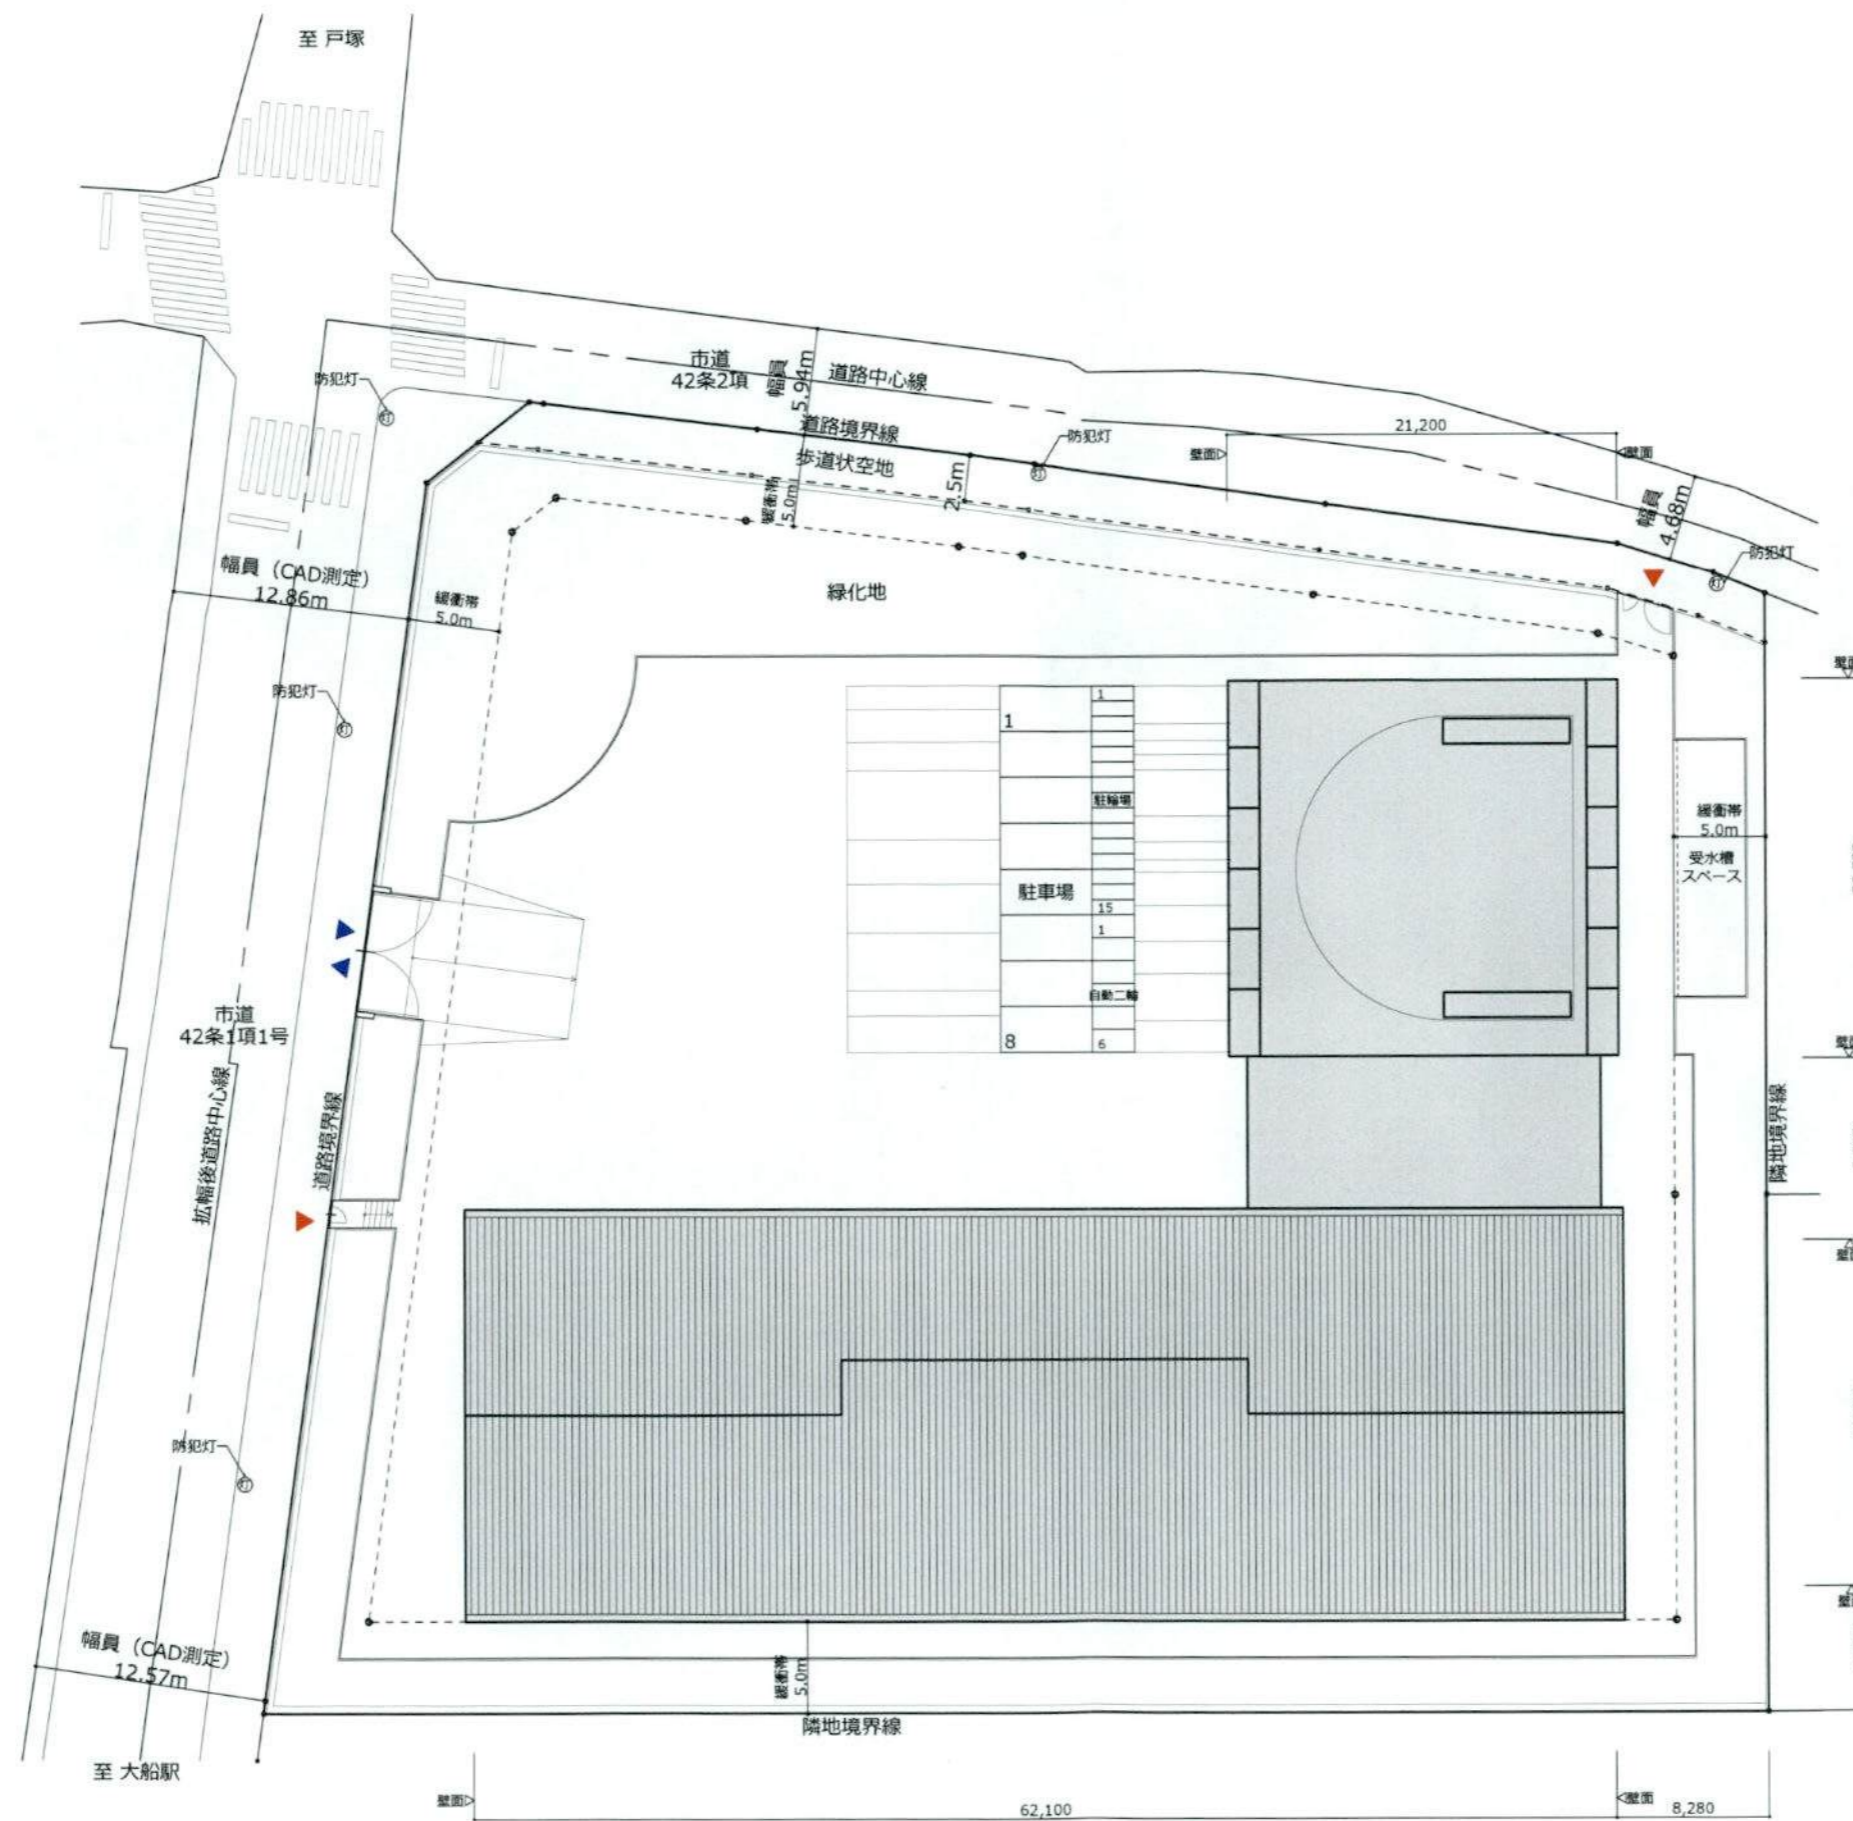 至 戸塚
市道
42条2項
幅員
5.94m
道路中心線
防犯灯
道路境界線
防犯灯
21,200
壁面
壁面
歩道状空地
2.5m
緩衝帯
5.0m
幅員
4.68m
防犯灯
幅員（CAD測定）
12.86m
緩衝帯
5.0m
緑化地
壁面
防犯灯
1
1
駐輪場
緩衝帯
5.0m
受水槽
スペース
駐車場
15
1
自動二輪
8
6
市道
42条1項1号
壁面
拡幅後道路中心線
道路境界線
隣地境界線
壁面
防犯灯
壁面
幅員（CAD測定）
12.57m
緩衝帯
5.0m
隣地境界線
至 大船駅
壁面
62,100
壁面
8,280